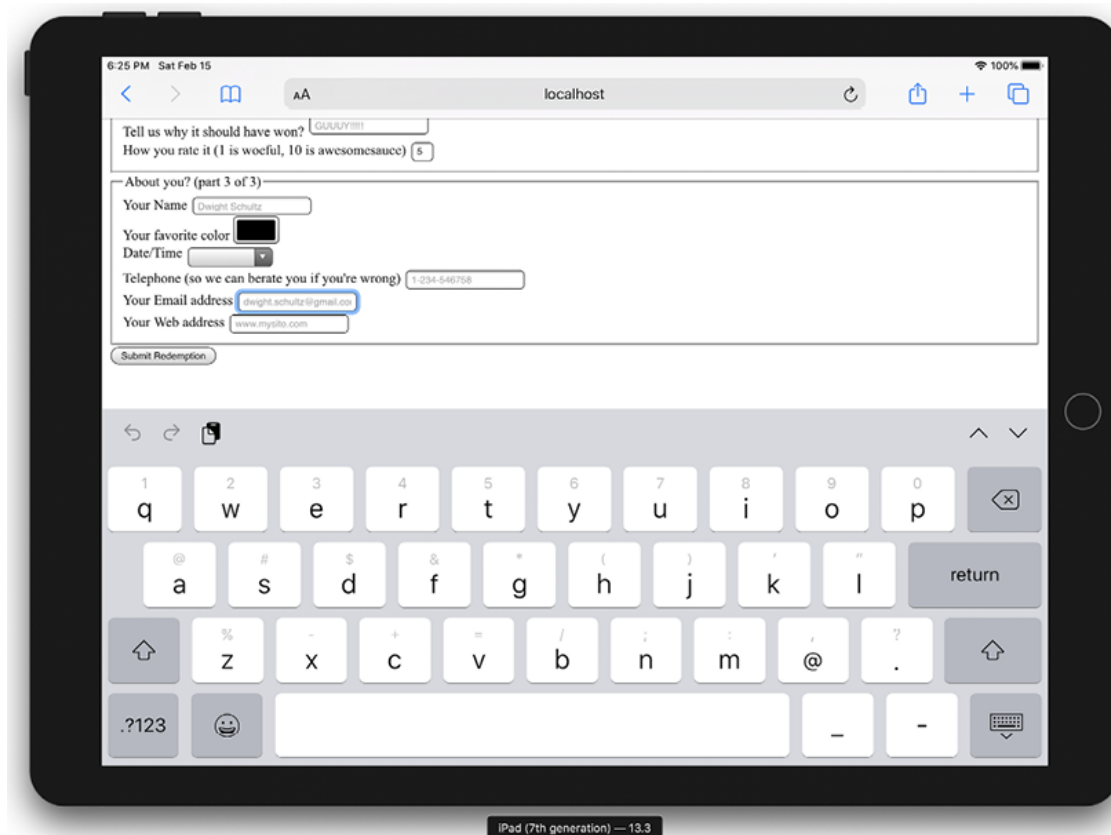 6:25 PM Sat Feb 15 100%
AA localhost
Tell us why it should have won? GUUUY!!!!!
How you rate it (1 is woeful, 10 is awesomesauce) 5
About you? (part 3 of 3)
Your Name Dwight Schultz
Your favorite color
Date/Time
Telephone (so we can berate you if you're wrong) 1-234-546758
Your Email address dwight.schultz@gmail.co
Your Web address www.mysite.com
Submit Redemption
1 2 3 4 5 6 7 8 9 0
q w e r t y u i o p
@ # $ & * ( ) ' "
a s d f g h j k l return
% - + = / ; : , ?
z x c v b n m @ .
.?123 _ -
iPad (7th generation) — 13.3